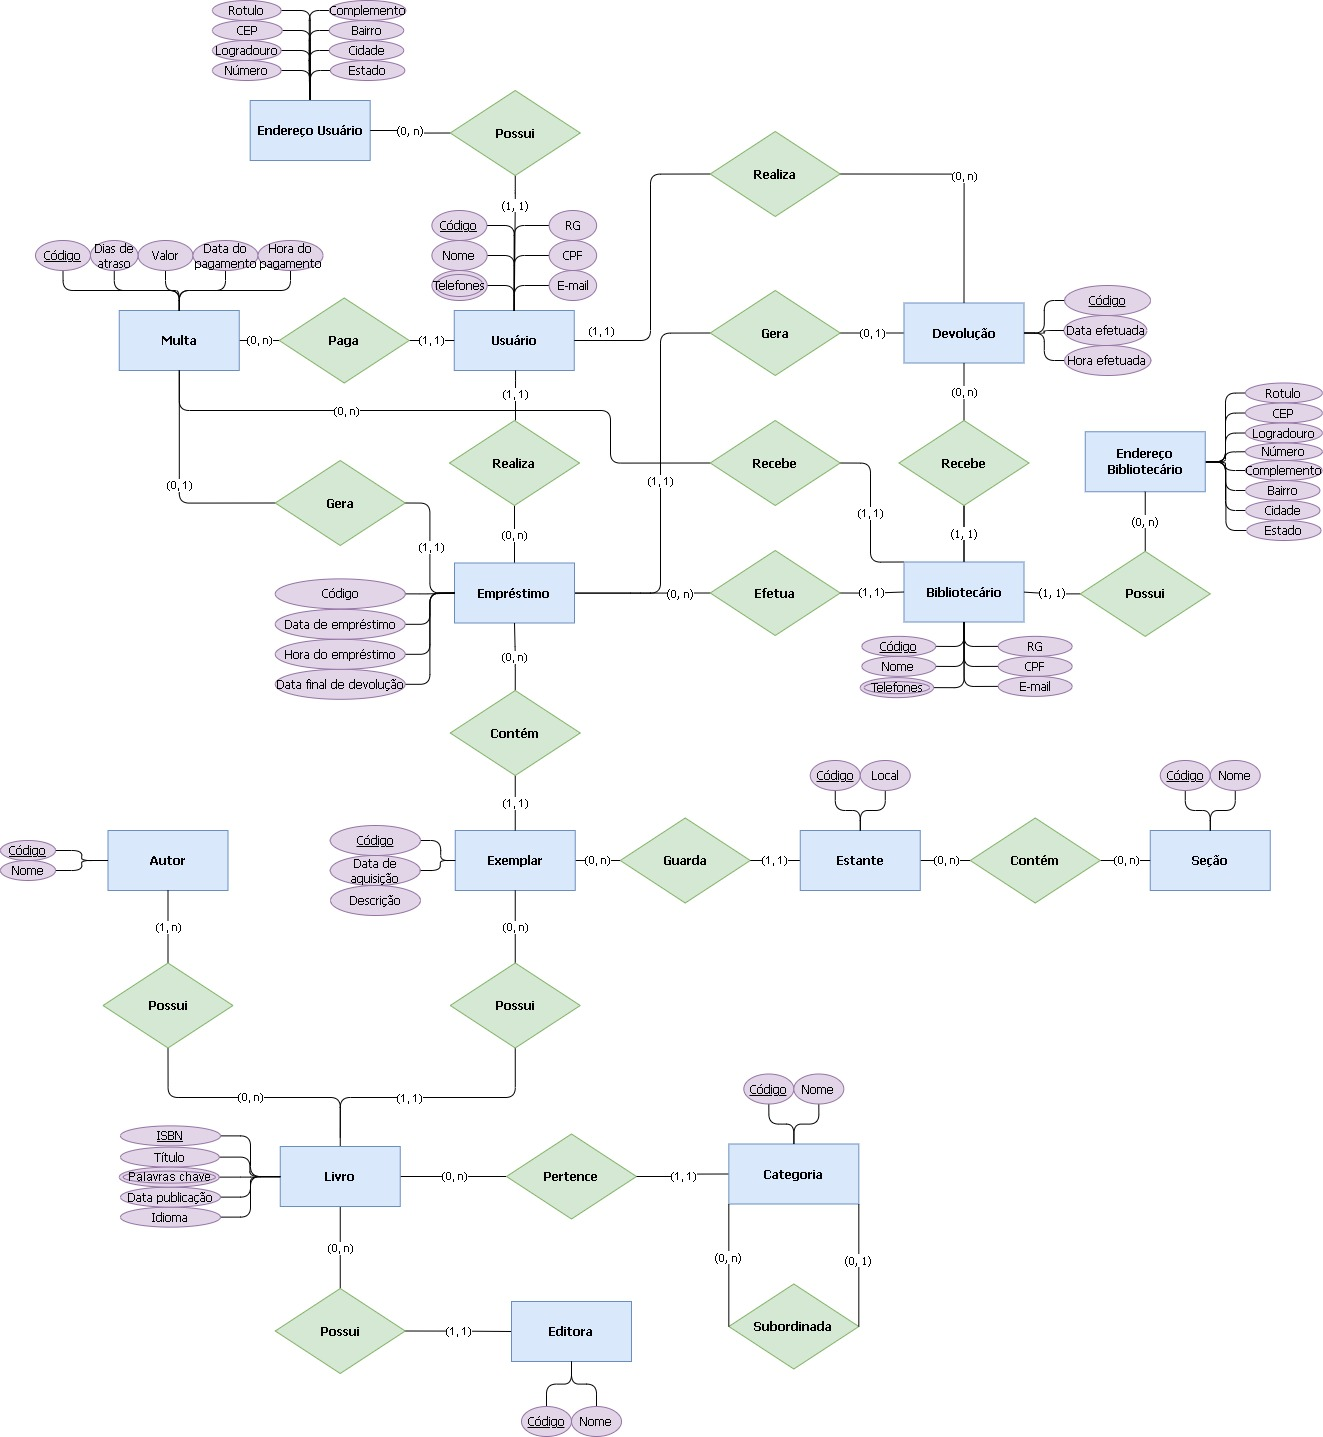 Rotulo
Complemento
CEP
Bairro
Logradouro
Cidade
Número
Estado
Endereço Usuário
(0, n)
Possui
(1, 1)
Realiza
(0, n)
Código
RG
Nome
CPF
Telefones
E-mail
Código
Dias de
atraso
Valor
Data do
pagamento
Hora do
pagamento
Multa
(0, n)
Paga
(1, 1)
Usuário
(1, 1)
Gera
(0, 1)
Devolução
Código
Data efetuada
Hora efetuada
(1, 1)
(0, n)
(0, n)
Realiza
Recebe
(1, 1)
Recebe
Endereço
Bibliotecário
Rotulo
CEP
Logradouro
Número
Complemento
Bairro
Cidade
Estado
(0, 1)
Gera
(1, 1)
(0, n)
(1, 1)
(1, 1)
(0, n)
Código
Data de empréstimo
Hora do empréstimo
Data final de devolução
Empréstimo
(0, n)
Efetua
(1, 1)
Bibliotecário
(1, 1)
Possui
Código
RG
Nome
CPF
Telefones
E-mail
(0, n)
Contém
(1, 1)
Código
Local
Código
Nome
Código
Nome
Autor
Código
Data de
aquisição
Descrição
Exemplar
(0, n)
Guarda
(1, 1)
Estante
(0, n)
Contém
(0, n)
Seção
(1, n)
(0, n)
Possui
Possui
(0, n)
(1, 1)
Código
Nome
ISBN
Título
Palavras chave
Data publicação
Idioma
Livro
(0, n)
Pertence
(1, 1)
Categoria
(0, n)
(0, n)
(0, 1)
Subordinada
Possui
(1, 1)
Editora
Código
Nome